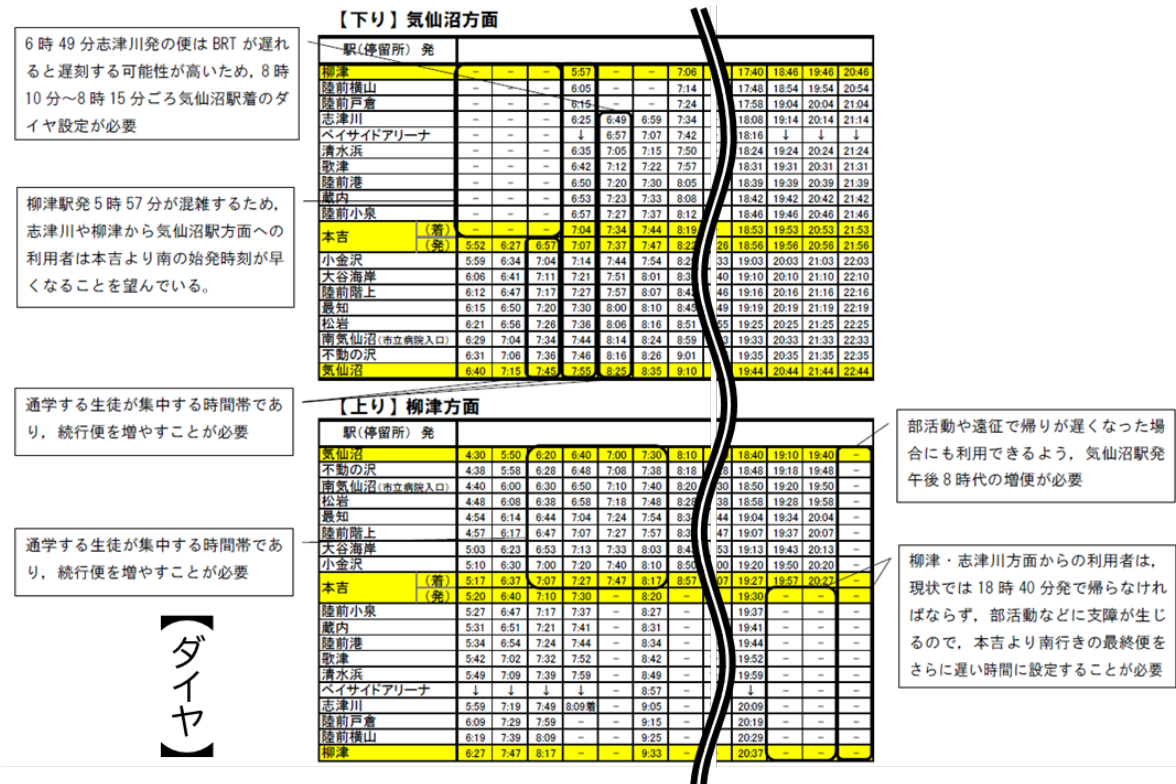 【下り】気仙沼方面
6時49分志津川発の便はBRTが遅れ
ると遅刻する可能性が高いため，8時
10分～8時15分ごろ気仙沼駅着のダ
イヤ設定が必要
柳津駅発5時57分が混雑するため，
志津川や柳津から気仙沼駅方面への
利用者は本吉より南の始発時刻が早
くなることを望んでいる。
通学する生徒が集中する時間帯であ
り，続行便を増やすことが必要
駅(停留所) 発
柳津 － － － 5:57 － － 7:06 17:40 18:46 19:46 20:46
陸前横山 － － － 6:05 － － 7:14 17:48 18:54 19:54 20:54
陸前戸倉 － － － 6:15 － － 7:24 17:58 19:04 20:04 21:04
志津川 － － － 6:25 6:49 6:59 7:34 18:08 19:14 20:14 21:14
ベイサイドアリーナ － － － ↓ 6:57 7:07 7:42 18:16 ↓ ↓ ↓
清水浜 － － － 6:35 7:05 7:15 7:50 18:24 19:24 20:24 21:24
歌津 － － － 6:42 7:12 7:22 7:57 18:31 19:31 20:31 21:31
陸前港 － － － 6:50 7:20 7:30 8:05 18:39 19:39 20:39 21:39
蔵内 － － － 6:53 7:23 7:33 8:08 18:42 19:42 20:42 21:42
陸前小泉 － － － 6:57 7:27 7:37 8:12 18:46 19:46 20:46 21:46
本吉 (着) － － － 7:04 7:34 7:44 8:19 18:53 19:53 20:53 21:53
(発) 5:52 6:27 6:57 7:07 7:37 7:47 8:22 26 18:56 19:56 20:56 21:56
小金沢 5:59 6:34 7:04 7:14 7:44 7:54 33 19:03 20:03 21:03 22:03
大谷海岸 6:06 6:41 7:11 7:21 7:51 8:01 40 19:10 20:10 21:10 22:10
陸前階上 6:12 6:47 7:17 7:27 7:57 8:07 46 19:16 20:16 21:16 22:16
最知 6:15 6:50 7:20 7:30 8:00 8:10 8:45 49 19:19 20:19 21:19 22:19
松岩 6:21 6:56 7:26 7:36 8:06 8:16 8:51 55 19:25 20:25 21:25 22:25
南気仙沼(市立病院入口) 6:29 7:04 7:34 7:44 8:14 8:24 8:59 19:33 20:33 21:33 22:33
不動の沢 6:31 7:06 7:36 7:46 8:16 8:26 9:01 19:35 20:35 21:35 22:35
気仙沼 6:40 7:15 7:45 7:55 8:25 8:35 9:10 19:44 20:44 21:44 22:44
【上り】柳津方面
通学する生徒が集中する時間帯であ
り，続行便を増やすことが必要
【ダイヤ】
駅(停留所) 発
気仙沼 4:30 5:50 6:20 6:40 7:00 7:30 8:10 18:40 19:10 19:40 －
不動の沢 4:38 5:58 6:28 6:48 7:08 7:38 8:18 18:48 19:18 19:48 －
南気仙沼(市立病院入口) 4:40 6:00 6:30 6:50 7:10 7:40 8:20 18:50 19:20 19:50 －
松岩 4:48 6:08 6:38 6:58 7:18 7:48 8:28 38 18:58 19:28 19:58 －
最知 4:54 6:14 6:44 7:04 7:24 7:54 44 19:04 19:34 20:04 －
陸前階上 4:57 6:17 6:47 7:07 7:27 7:57 47 19:07 19:37 20:07 －
大谷海岸 5:03 6:23 6:53 7:13 7:33 8:03 53 19:13 19:43 20:13 －
小金沢 5:10 6:30 7:00 7:20 7:40 8:10 8:50 00 19:20 19:50 20:20 －
本吉 (着) 5:17 6:37 7:07 7:27 7:47 8:17 8:57 07 19:27 19:57 20:27 －
(発) 5:20 6:40 7:10 7:30 － 8:20 － 19:30 － － －
陸前小泉 5:27 6:47 7:17 7:37 － 8:27 － 19:37 － － －
蔵内 5:31 6:51 7:21 7:41 － 8:31 － 19:41 － － －
陸前港 5:34 6:54 7:24 7:44 － 8:34 － 19:44 － － －
歌津 5:42 7:02 7:32 7:52 － 8:42 － 19:52 － － －
清水浜 5:49 7:09 7:39 7:59 － 8:49 － 19:59 － － －
ベイサイドアリーナ ↓ ↓ ↓ ↓ － 8:57 － ↓ － － －
志津川 5:59 7:19 7:49 8:09着 － 9:05 － 20:09 － － －
陸前戸倉 6:09 7:29 7:59 － － 9:15 － 20:19 － － －
陸前横山 6:19 7:39 8:09 － － 9:25 － 20:29 － － －
柳津 6:27 7:47 8:17 － － 9:33 － 20:37 － － －
部活動や遠征で帰りが遅くなった場
合にも利用できるよう，気仙沼駅発
午後8時代の増便が必要
柳津・志津川方面からの利用者は，
現状では18時40分発で帰らなけれ
ばならず，部活動などに支障が生じ
るので，本吉より南行きの最終便を
さらに遅い時間に設定することが必要